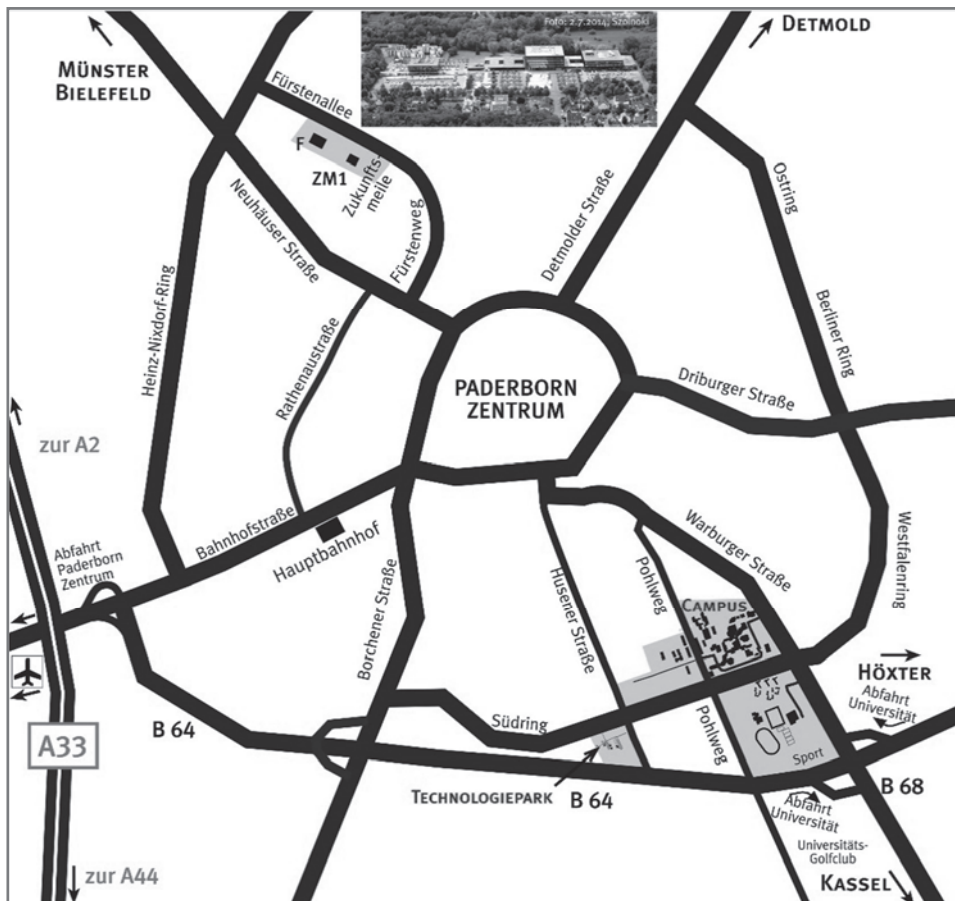 Foto: 2.7.2014, Szpinoki
DETMOLD
MÜNSTER
BIELEFELD
Fürstenallee
F
ZM1
Zukunfts-
meile
Ostring
Neuhäuser Straße
Fürstenweg
Detmolder Straße
Heinz-Nixdorf-Ring
Rathenaustraße
Berliner Ring
PADERBORN
ZENTRUM
Driburger Straße
zur A2
Bahnhofstraße
Hauptbahnhof
Abfahrt
Paderborn
Zentrum
Borchener Straße
Husener Straße
Pohlweg
Warburger Straße
Westfalenring
CAMPUS
HÖXTER
Abfahrt
Universität
B 64
Südring
Pohlweg
A33
Sport
TECHNOLOGIEPARK
B 64
B 68
Abfahrt
Universität
Universitäts-
Golfclub
zur A44
KASSEL